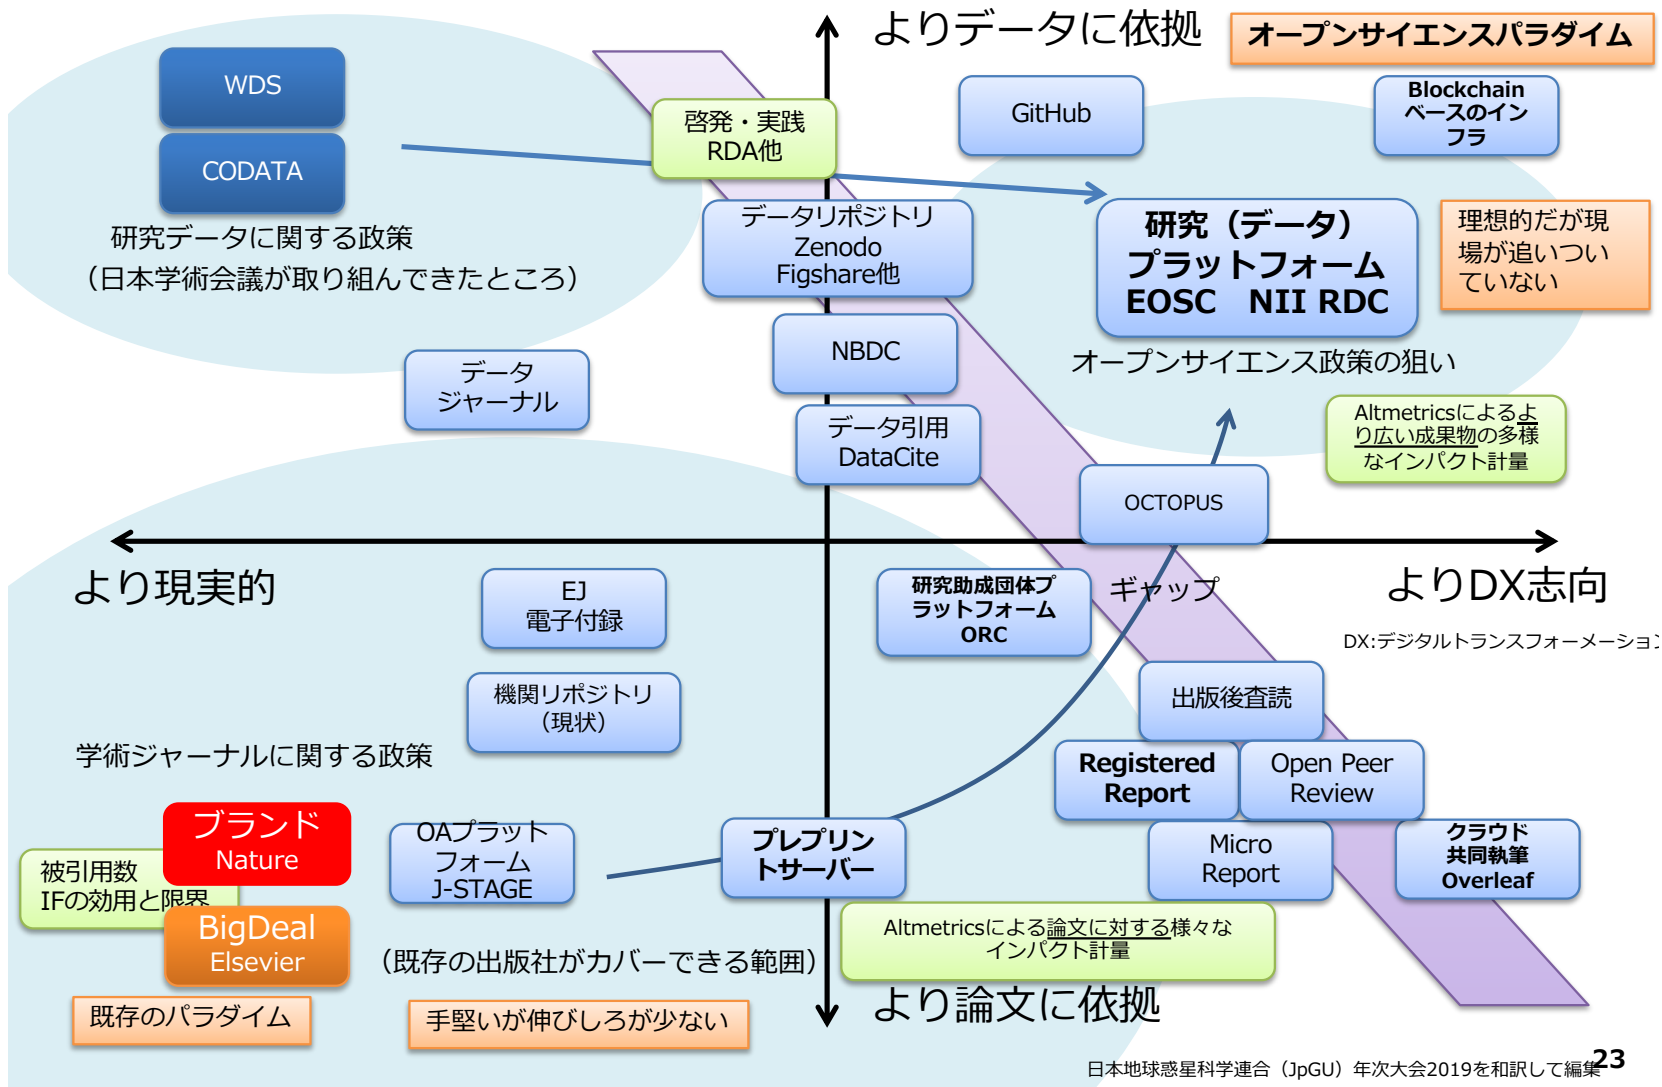 よりデータに依拠
オープンサイエンスパラダイム
WDS
CODATA
研究データに関する政策
（日本学術会議が取り組んできたところ）
啓発・実践
RDA他
GitHub
Blockchain
ベースのイン
フラ
データリポジトリ
Zenodo
Figshare他
研究（データ）
プラットフォーム
EOSC　NII RDC
理想的だが現
場が追いつい
ていない
オープンサイエンス政策の狙い
NBDC
データ
ジャーナル
データ引用
DataCite
Altmetricsによるよ
り広い成果物の多様
なインパクト計量
OCTOPUS
より現実的
よりDX志向
DX:デジタルトランスフォーメーション
EJ
電子付録
研究助成団体プ
ラットフォーム
ORC
ギャップ
機関リポジトリ
（現状）
出版後査読
学術ジャーナルに関する政策
Registered
Report
Open Peer
Review
ブランド
Nature
被引用数
IFの効用と限界
BigDeal
Elsevier
OAプラット
フォーム
J-STAGE
プレプリン
トサーバー
Micro
Report
クラウド
共同執筆
Overleaf
Altmetricsによる論文に対する様々な
インパクト計量
（既存の出版社がカバーできる範囲）
既存のパラダイム
手堅いが伸びしろが少ない
より論文に依拠
日本地球惑星科学連合（JpGU）年次大会2019を和訳して編集
23